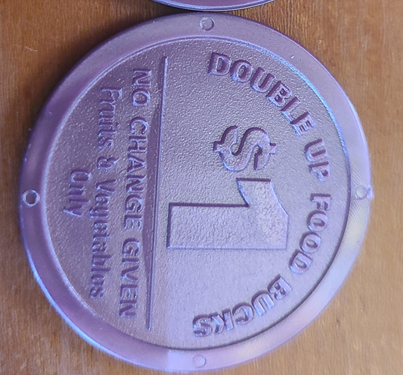 DOUBLE UP FOOD BUCKS
$1
NO CHANGE GIVEN
Fruits & Vegetables
Only